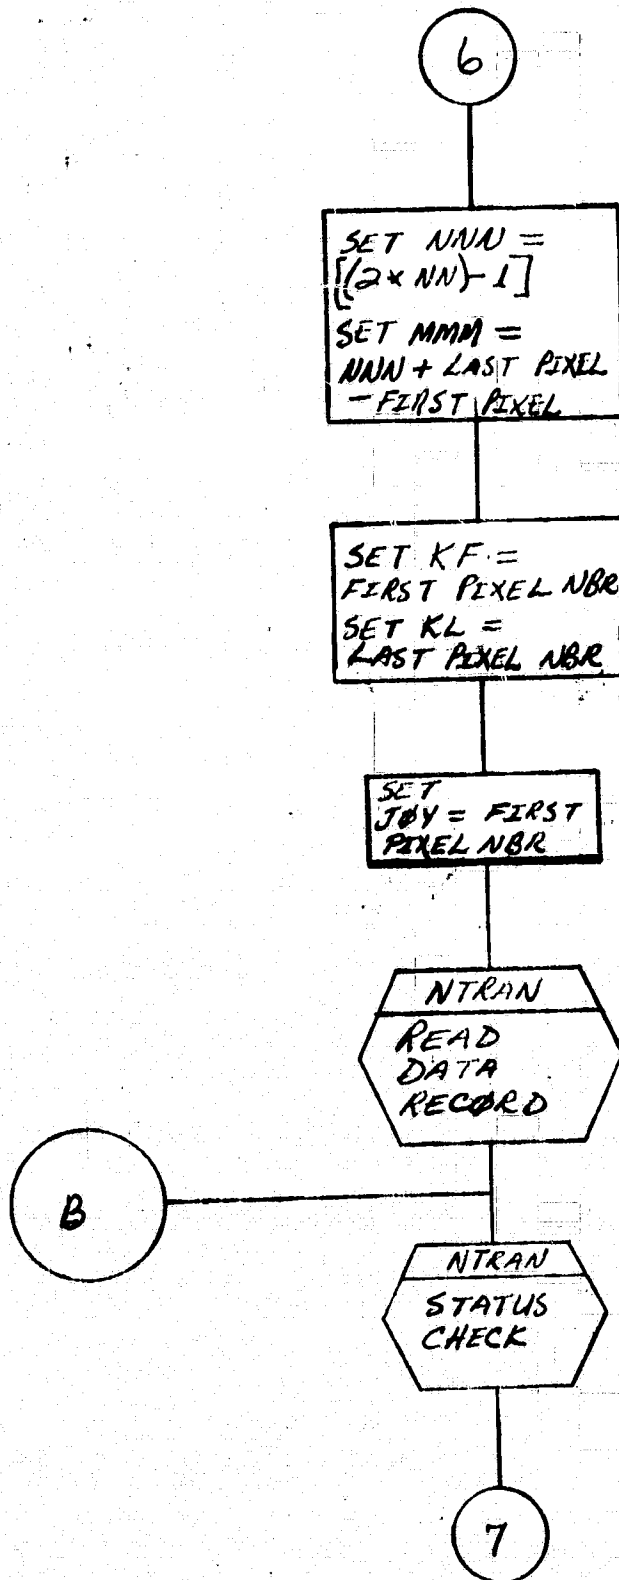 6
SET NNN =
[(2 x NN)-1]
SET MMM =
NNN + LAST PIXEL
- FIRST PIXEL
SET KF =
FIRST PIXEL NBR
SET KL =
LAST PIXEL NBR
SET
JØY = FIRST
PIXEL NBR
NTRAN
READ
DATA
RECØRD
B
NTRAN
STATUS
CHECK
7